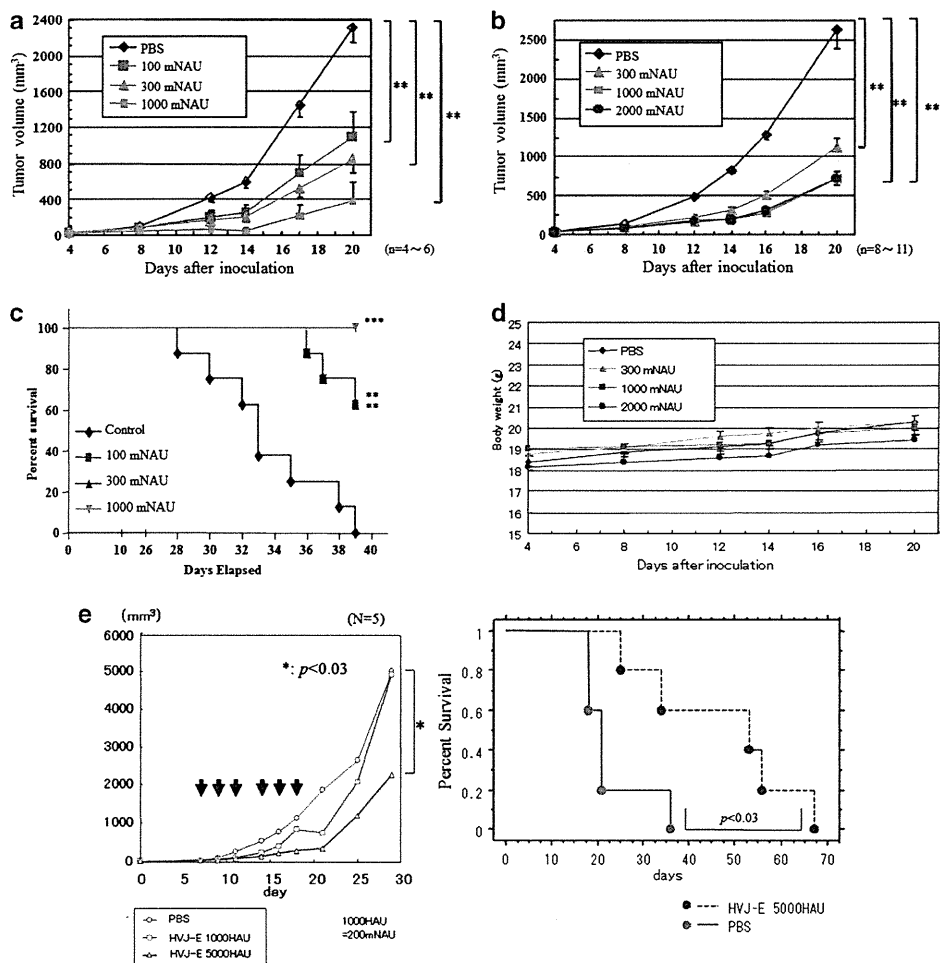 a
Tumor volume (mm³)
2400
2000
1600
1200
800
400
0
4 6 8 10 12 14 16 18 20
Days after inoculation
(n=4～6)
PBS
100 mNAU
300 mNAU
1000 mNAU
**
**
**
b
Tumor volume (mm³)
2500
2000
1500
1000
500
0
4 6 8 10 12 14 16 18 20
Days after inoculation
(n=8～11)
PBS
300 mNAU
1000 mNAU
2000 mNAU
**
**
**
c
Percent survival
100
80
60
40
20
0
0 10 26 28 30 32 34 36 38 40
Days Elapsed
Control
100 mNAU
300 mNAU
1000 mNAU
***
**
**
d
Body weight (g)
25
24
23
22
21
20
19
18
17
16
15
4 6 8 10 12 14 16 18 20
Days after inoculation
PBS
300 mNAU
1000 mNAU
2000 mNAU
e
(mm³)
(N=5)
6000
5000
4000
3000
2000
1000
0
*: p<0.03
*
0 5 10 15 20 25 30
day
PBS
HVJ-E 1000HAU
HVJ-E 5000HAU
1000HAU
=200mNAU
Percent Survival
1
0.8
0.6
0.4
0.2
0
p<0.03
0 10 20 30 40 50 60 70
days
HVJ-E 5000HAU
PBS